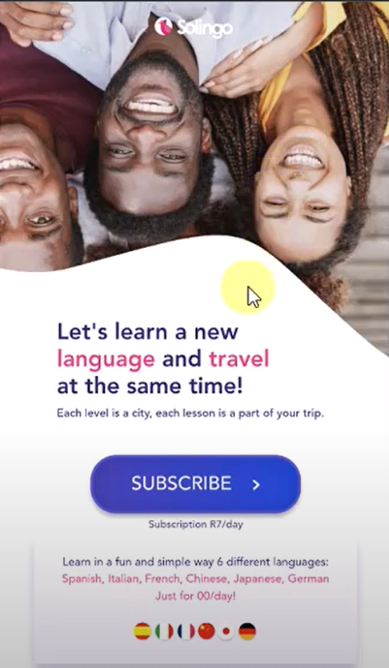 Solingo
Let's learn a new
language and travel
at the same time!
Each level is a city, each lesson is a part of your trip.
SUBSCRIBE >
Subscription R7/day
Learn in a fun and simple way 6 different languages:
Spanish, Italian, French, Chinese, Japanese, German
Just for 00/day!